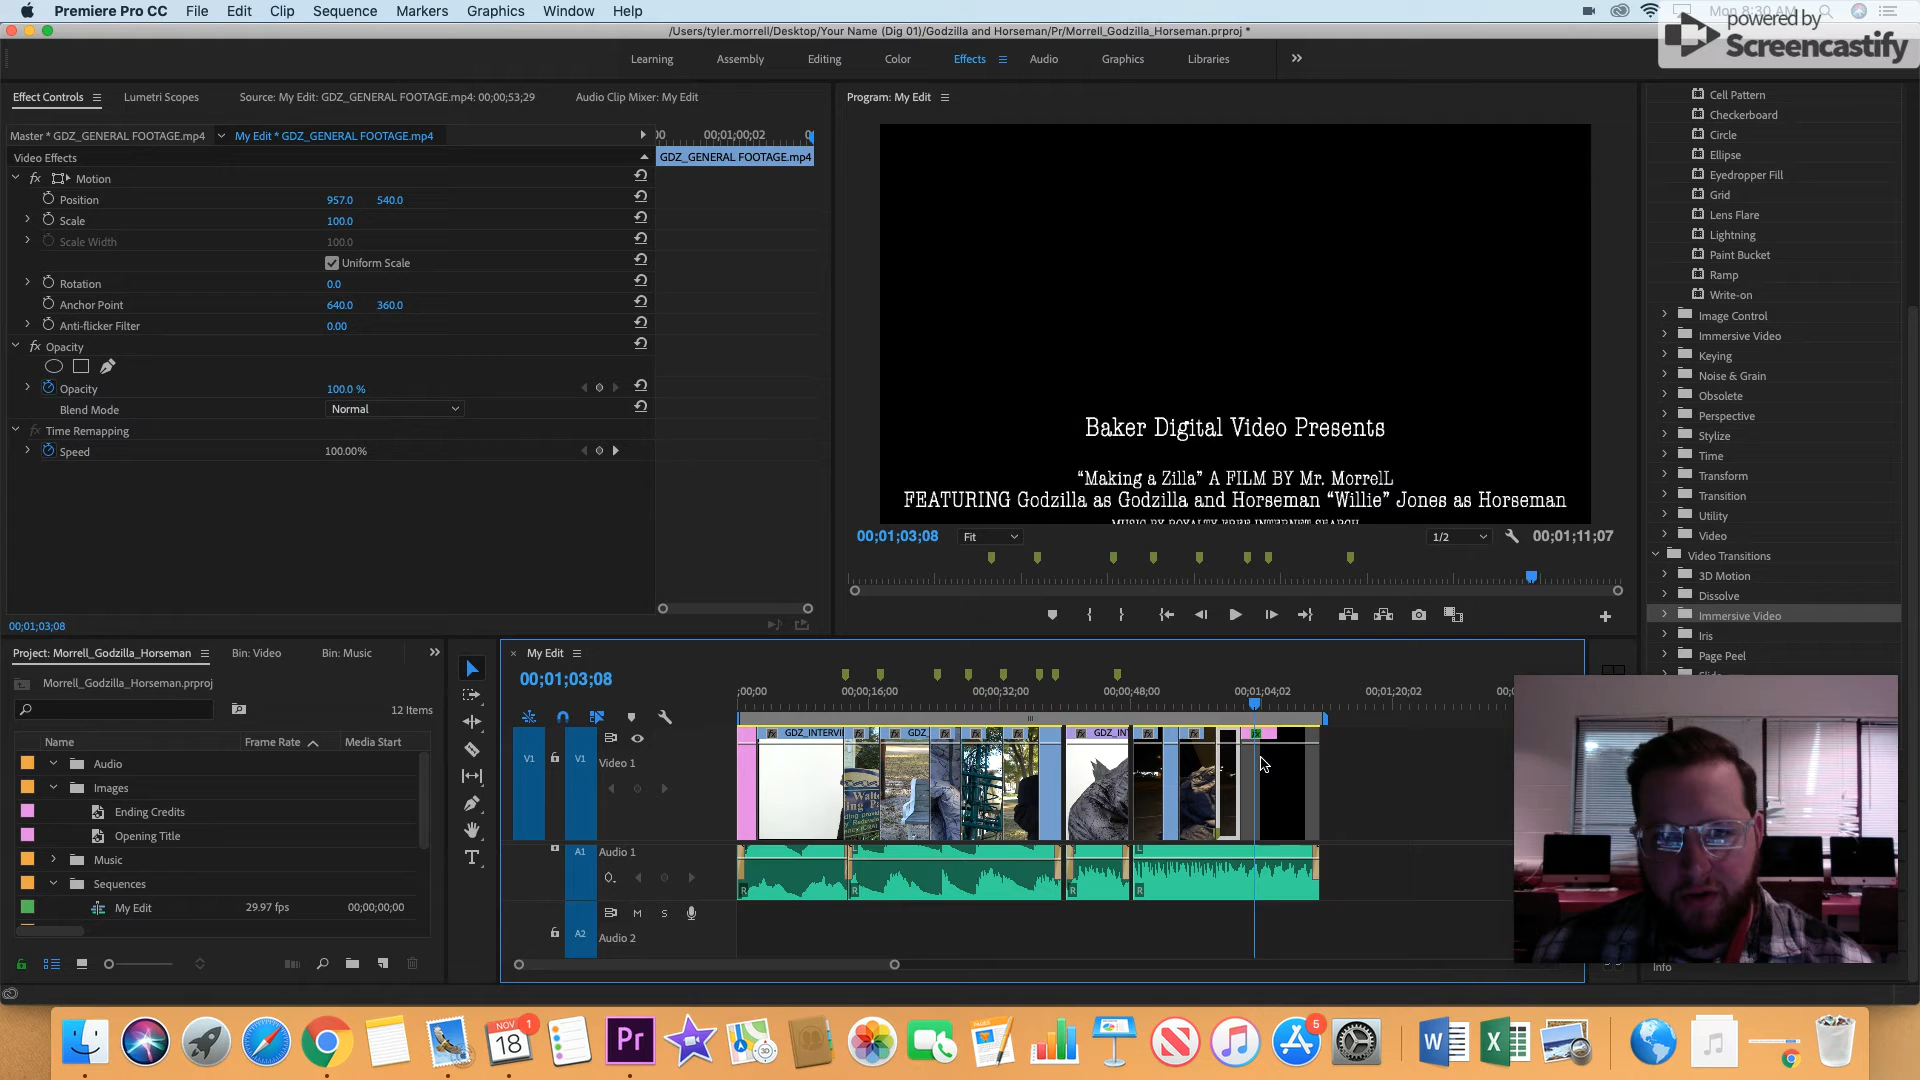 Premiere Pro CC File Edit Clip Sequence Markers Graphics Window Help
Mon 8:30 AM
powered by
Screencastify
/Users/tyler.morrell/Desktop/Your Name (Dig 01)/Godzilla and Horseman/Pr/Morrell_Godzilla_Horseman.prproj *
Learning Assembly Editing Color Effects Audio Graphics Libraries
Effect Controls Lumetri Scopes Source: My Edit: GDZ_GENERAL FOOTAGE.mp4: 00;00;53;29 Audio Clip Mixer: My Edit
Program: My Edit
Master * GDZ_GENERAL FOOTAGE.mp4 My Edit * GDZ_GENERAL FOOTAGE.mp4
00;01;00;02
Video Effects
GDZ_GENERAL FOOTAGE.mp4
fx Motion
Position 957.0 540.0
Scale 100.0
Scale Width 100.0
Uniform Scale
Rotation 0.0
Anchor Point 640.0 360.0
Anti-flicker Filter 0.00
fx Opacity
Opacity 100.0 %
Blend Mode Normal
fx Time Remapping
Speed 100.00%
00;01;03;08
Baker Digital Video Presents
“Making a Zilla” A FILM BY Mr. MorrelL
FEATURING Godzilla as Godzilla and Horseman “Willie” Jones as Horseman
MUSIC BY ROYALTY FREE INTERNET SEARCH
00;01;03;08 Fit 1/2 00;01;11;07
Cell Pattern
Checkerboard
Circle
Ellipse
Eyedropper Fill
Grid
Lens Flare
Lightning
Paint Bucket
Ramp
Write-on
Image Control
Immersive Video
Keying
Noise & Grain
Obsolete
Perspective
Stylize
Time
Transform
Transition
Utility
Video
Video Transitions
3D Motion
Dissolve
Immersive Video
Iris
Page Peel
Info
Project: Morrell_Godzilla_Horseman Bin: Video Bin: Music
Morrell_Godzilla_Horseman.prproj
12 Items
Name Frame Rate Media Start
Audio
Images
Ending Credits
Opening Title
Music
Sequences
My Edit 29.97 fps 00;00;00;00
My Edit
00;01;03;08
;00;00 00;00;16;00 00;00;32;00 00;00;48;00 00;01;04;02 00;01;20;02
V1 V1 Video 1
GDZ_INTERVI GDZ_ GDZ_INT
A1 Audio 1
R R R R
M S
A2 Audio 2
NOV
18
1
Pr
5